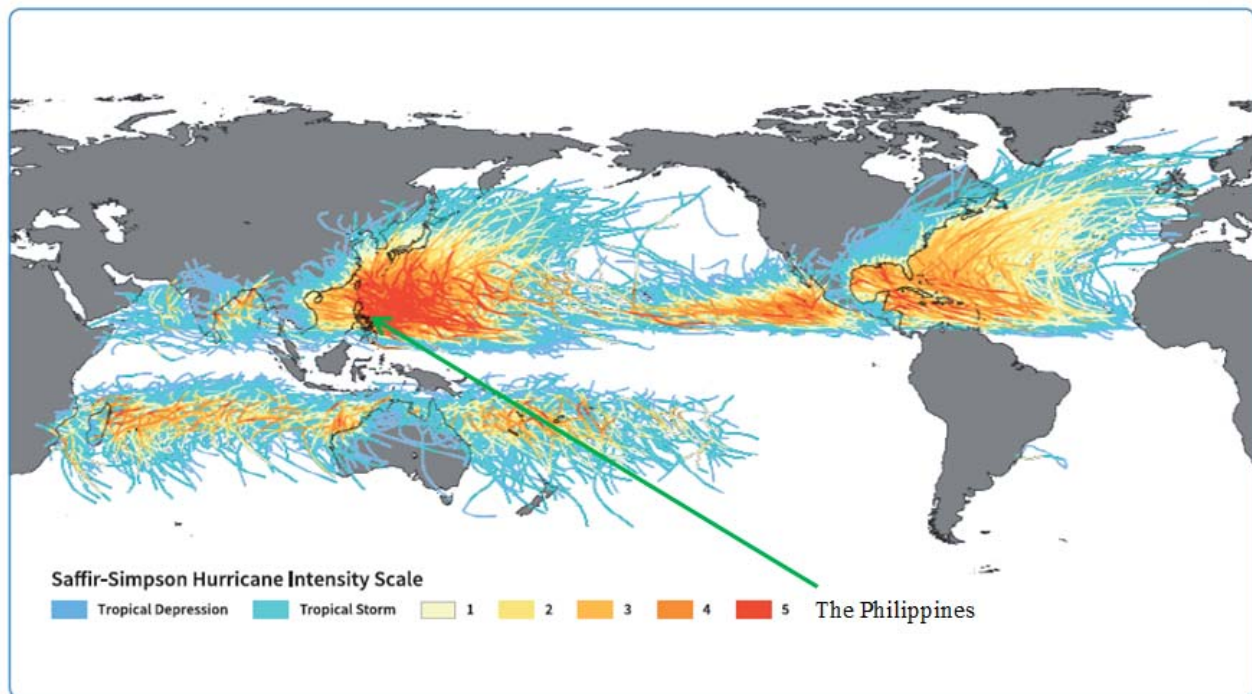 Saffir-Simpson Hurricane Intensity Scale
Tropical Depression Tropical Storm 1 2 3 4 5 The Philippines